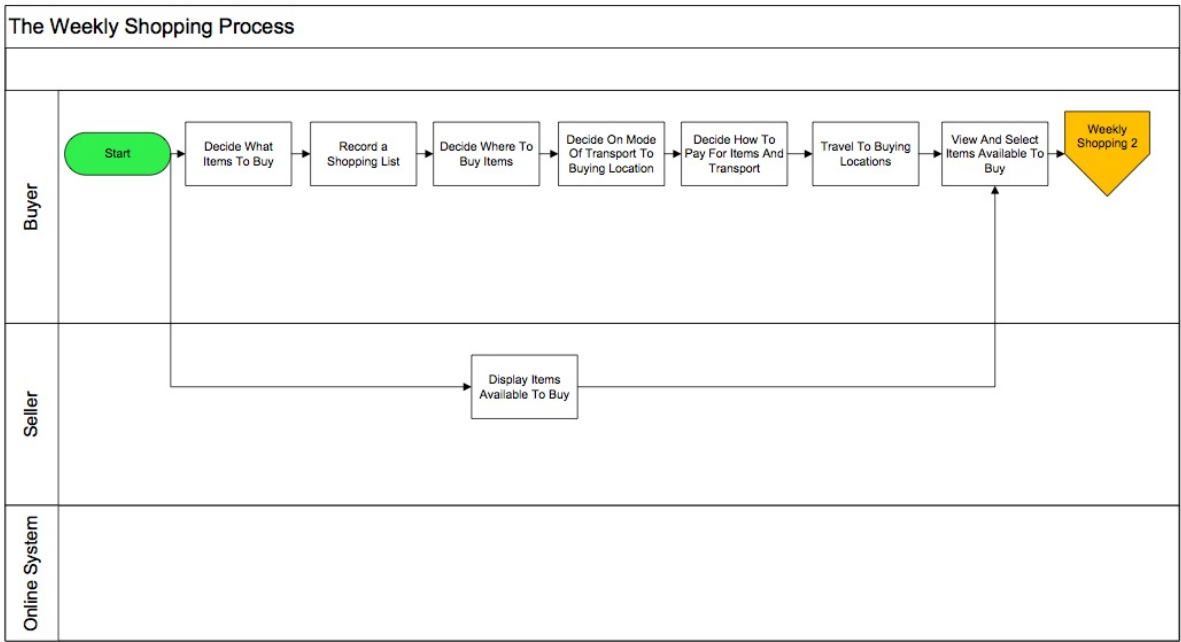 The Weekly Shopping Process
Buyer
Start
Decide What
Items To Buy
Record a
Shopping List
Decide Where To
Buy Items
Decide On Mode
Of Transport To
Buying Location
Decide How To
Pay For Items And
Transport
Travel To Buying
Locations
View And Select
Items Available To
Buy
Weekly
Shopping 2
Seller
Display Items
Available To Buy
Online System